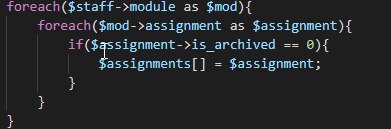 foreach($staff->module as $mod){
foreach($mod->assignment as $assignment){
if($assignment->is_archived == 0){
$assignments[] = $assignment;
}
}
}